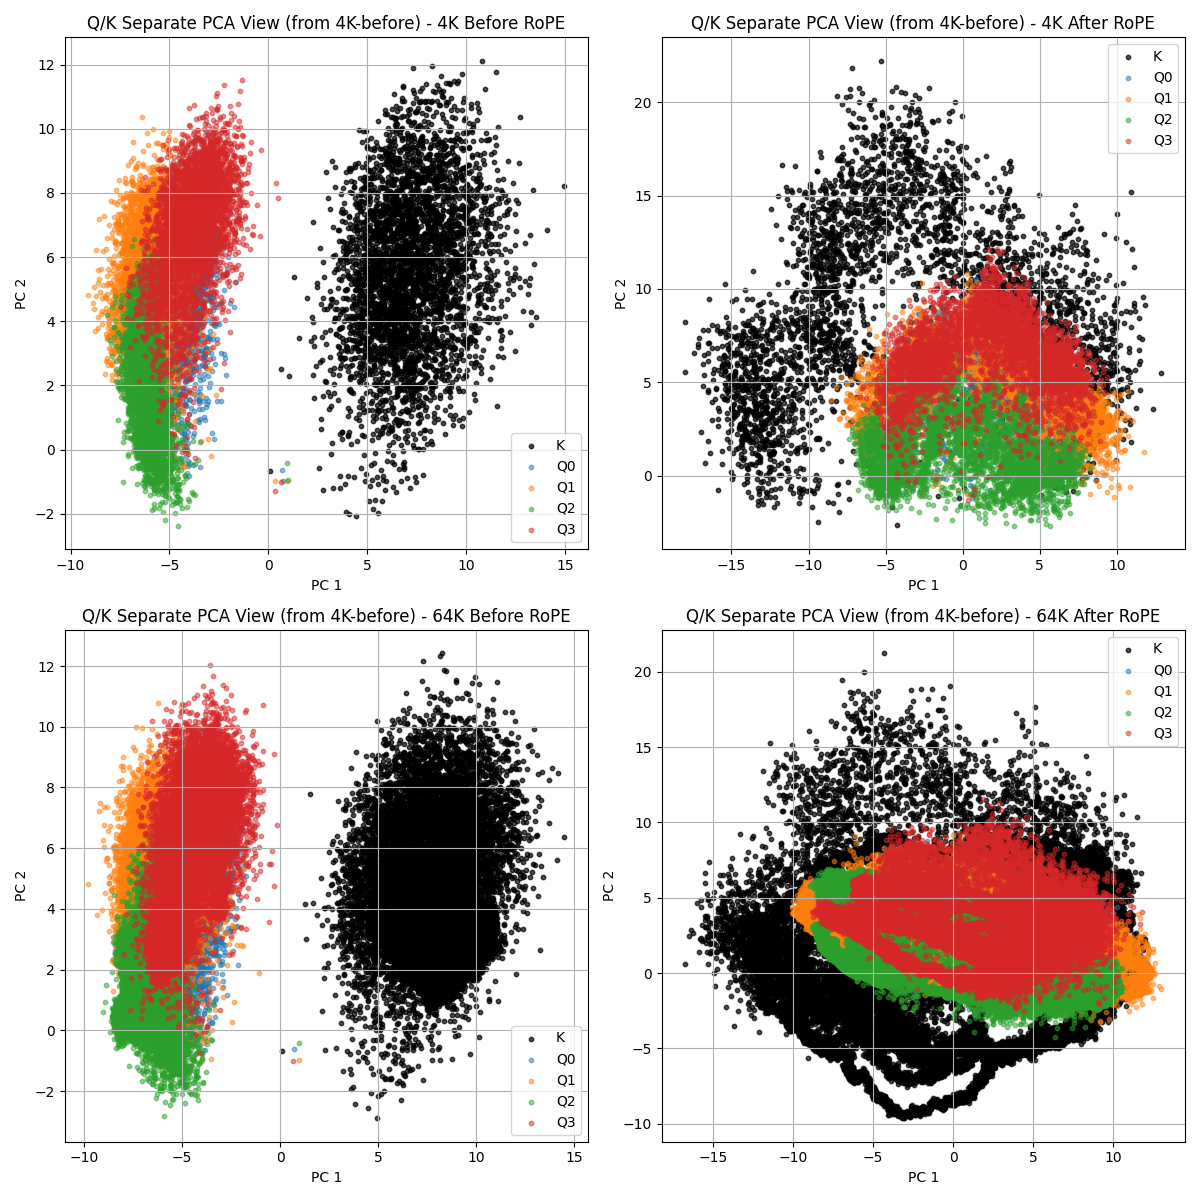 Q/K Separate PCA View (from 4K-before) - 4K Before RoPE
12
10
8
6
4
2
0
−2
PC 2
−10
−5
0
5
10
15
PC 1
K
Q0
Q1
Q2
Q3
Q/K Separate PCA View (from 4K-before) - 4K After RoPE
20
15
10
5
0
PC 2
−15
−10
−5
0
5
10
PC 1
K
Q0
Q1
Q2
Q3
Q/K Separate PCA View (from 4K-before) - 64K Before RoPE
12
10
8
6
4
2
0
−2
PC 2
−10
−5
0
5
10
15
PC 1
K
Q0
Q1
Q2
Q3
Q/K Separate PCA View (from 4K-before) - 64K After RoPE
20
15
10
5
0
−5
−10
PC 2
−15
−10
−5
0
5
10
PC 1
K
Q0
Q1
Q2
Q3